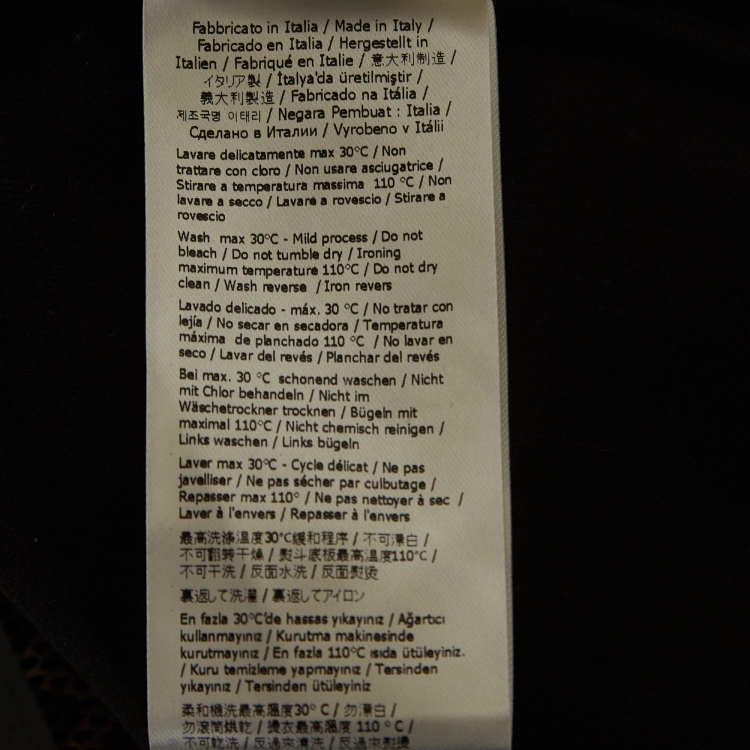 Fabbricato in Italia / Made in Italy /
Fabricado en Italia / Hergestellt in
Italien / Fabriqué en Italie / 意大利制造 /
イタリア製 / İtalya'da üretilmiştir /
義大利製造 / Fabricado na Itália /
제조국명 이태리 / Negara Pembuat : Italia /
Сделано в Италии / Vyrobeno v Itálii
Lavare delicatamente max 30°C / Non
trattare con cloro / Non usare asciugatrice /
Stirare a temperatura massima 110 °C / Non
lavare a secco / Lavare a rovescio / Stirare a
rovescio
Wash max 30°C - Mild process / Do not
bleach / Do not tumble dry / Ironing
maximum temperature 110°C / Do not dry
clean / Wash reverse / Iron revers
Lavado delicado - máx. 30 °C / No tratar con
lejía / No secar en secadora / Temperatura
máxima de planchado 110 °C / No lavar en
seco / Lavar del revés / Planchar del revés
Bei max. 30 °C schonend waschen / Nicht
mit Chlor behandeln / Nicht im
Wäschetrockner trocknen / Bügeln mit
maximal 110°C / Nicht chemisch reinigen /
Links waschen / Links bügeln
Laver max 30°C - Cycle délicat / Ne pas
javelliser / Ne pas sécher par culbutage /
Repasser max 110° / Ne pas nettoyer à sec /
Laver à l'envers / Repasser à l'envers
最高洗涤温度30°C缓和程序 / 不可漂白 /
不可翻转干燥 / 熨斗底板最高温度110°C /
不可干洗 / 反面水洗 / 反面熨烫
裏返して洗濯 / 裏返してアイロン
En fazla 30°C'de hassas yıkayınız / Ağartıcı
kullanmayınız / Kurutma makinesinde
kurutmayınız / En fazla 110°C ısıda ütüleyiniz.
/ Kuru temizleme yapmayınız / Tersinden
yıkayınız / Tersinden ütüleyiniz
柔和機洗最高溫度30° C / 勿漂白 /
勿滾筒烘乾 / 燙衣最高溫度 110 ° C /
不可乾洗 / 反過來清洗 / 反過來熨燙